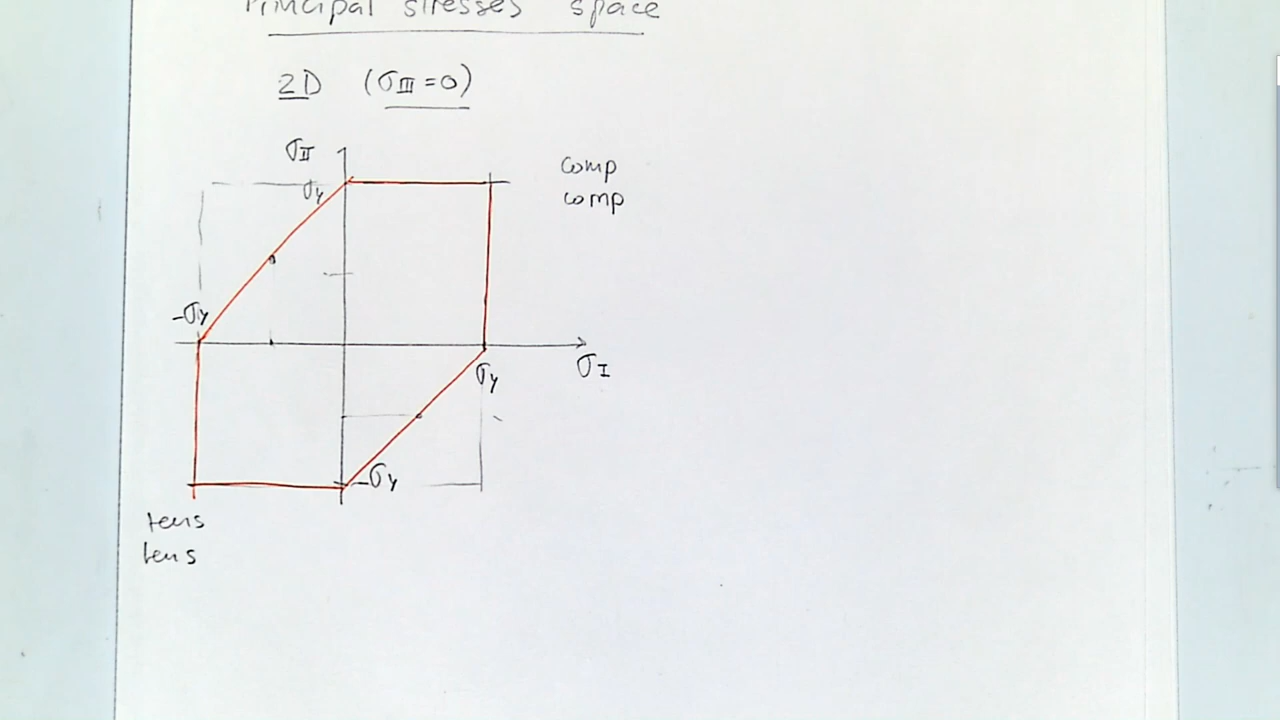 Principal stresses space
2D (σIII = 0)
σII
σy
comp
comp
-σy
σI
σy
-σy
tens
tens